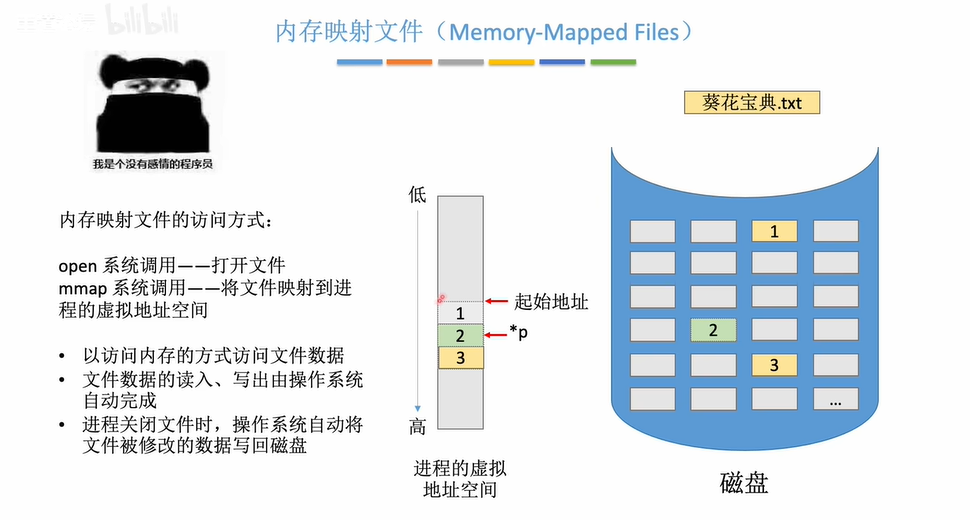 bilibili
内存映射文件（Memory-Mapped Files）
我是个没有感情的程序员
葵花宝典.txt
内存映射文件的访问方式：
open 系统调用——打开文件
mmap 系统调用——将文件映射到进
程的虚拟地址空间
• 以访问内存的方式访问文件数据
• 文件数据的读入、写出由操作系统
自动完成
• 进程关闭文件时，操作系统自动将
文件被修改的数据写回磁盘
低
起始地址
1
2
*p
3
高
进程的虚拟
地址空间
1
2
3
...
磁盘